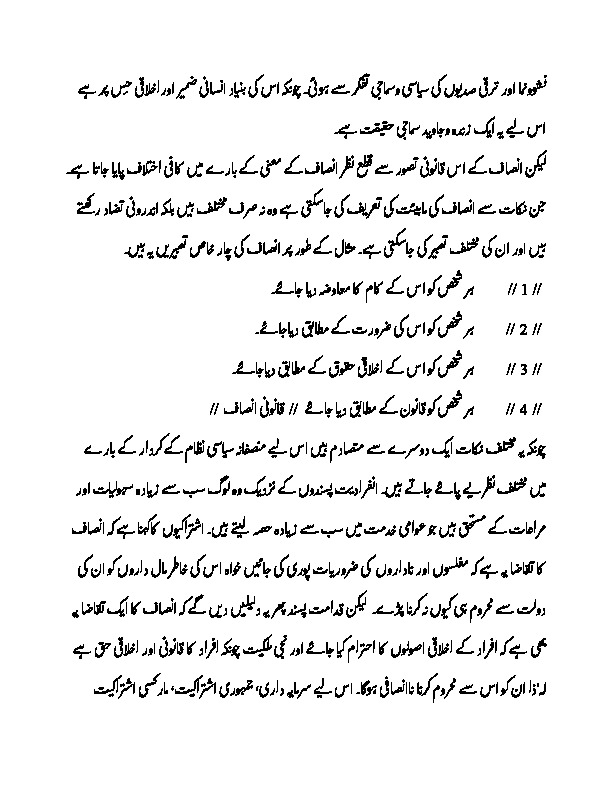 نشوونما اور ترقی صدیوں کی سیاسی وسماجی تفکر سے ہوئی۔ چونکہ اس کی بنیاد انسانی ضمیر اور اخلاقی حِس پر ہے
اس لیے یہ ایک زندہ وجاوید سماجی حقیقت ہے۔
لیکن انصاف کے اس قانونی تصور سے قطع نظر انصاف کے معنی کے بارے میں کافی اختلاف پایا جاتا ہے۔
جن نکات سے انصاف کی ماہیئت کی تعریف کی جاسکتی ہے وہ نہ صرف مختلف ہیں بلکہ اندرونی تضاد رکھتے
ہیں اور ان کی مختلف تعبیر کی جاسکتی ہے۔ مثال کے طور پر انصاف کی چار خاص تعبیریں یہ ہیں۔
// 1 // ہر شخص کو اس کے کام کا معاوضہ دیا جائے۔
// 2 // ہر شخص کو اس کی ضرورت کے مطابق دیاجائے۔
// 3 // ہر شخص کو اس کے اخلاقی حقوق کے مطابق دیاجائے۔
// 4 // ہر شخص کو قانون کے مطابق دیا جائے // قانونی انصاف //
چونکہ یہ مختلف نکات ایک دوسرے سے متصادم ہیں اس لیے منصفانہ سیاسی نظام کے کردار کے بارے
میں مختلف نظریے پائے جاتے ہیں۔ انفرادیت پسندوں کے نزدیک وہ لوگ سب سے زیادہ سہولیات اور
مراعات کے مستحق ہیں جو عوامی خدمت میں سب سے زیادہ حصہ لیتے ہیں۔ اشتراکیوں کاکہنا ہے کہ انصاف
کا تقاضا یہ ہے کہ مفلسوں اور ناداروں کی ضروریات پوری کی جائیں خواہ اس کی خاطر مال داروں کو ان کی
دولت سے محروم ہی کیوں نہ کرنا پڑے۔ لیکن قدامت پسند پھر یہ دلیلیں دیں گے کہ انصاف کا ایک تقاضا یہ
بھی ہے کہ افراد کے اخلاقی اصولوں کا احترام کیا جائے اور نجی ملکیت چونکہ افراد کا قانونی اور اخلاقی حق ہے
لہٰذا ان کو اس سے محروم کرنا ناانصافی ہوگا۔ اس لیے سرمایہ داری، جمہوری اشتراکیت، مارکسی اشتراکیت